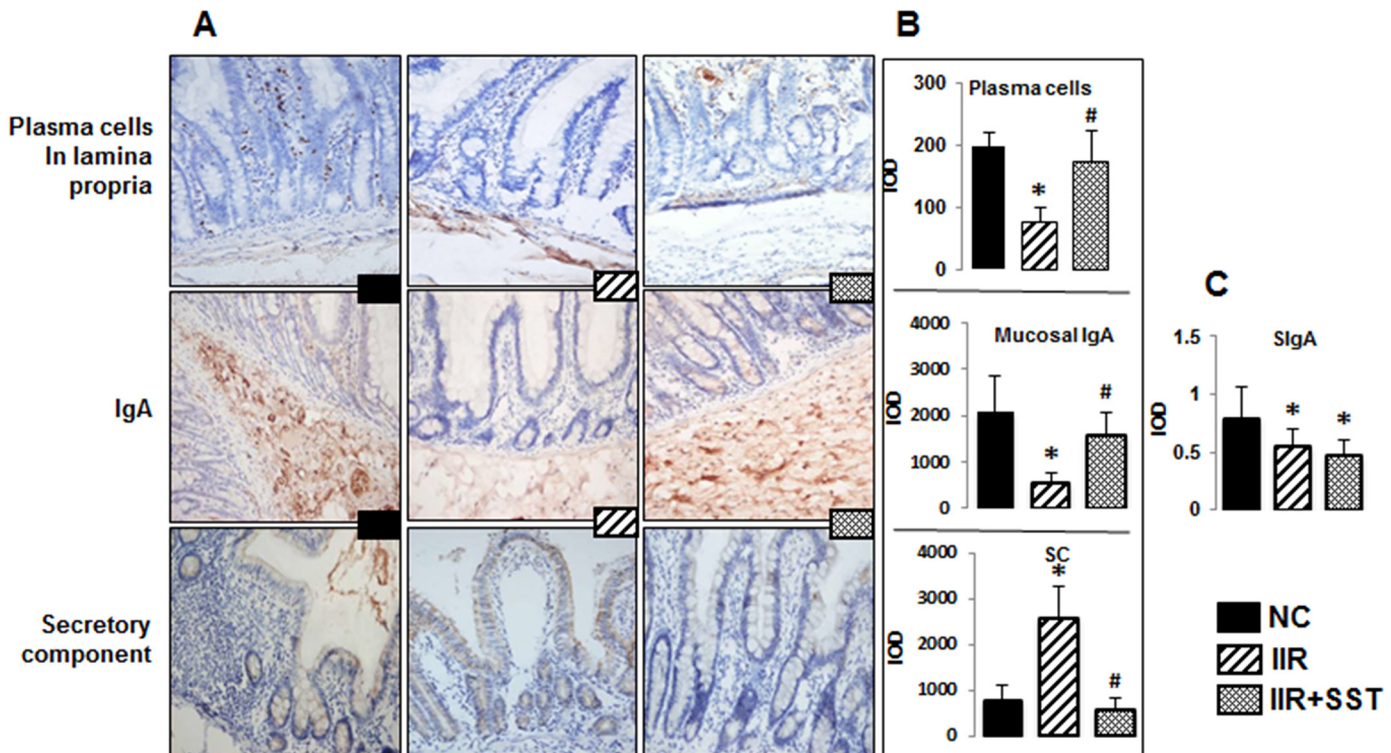 A
B
Plasma cells
In lamina
propria
300
200
100
0
IOD
Plasma cells
*
#
IgA
4000
3000
2000
1000
0
IOD
Mucosal IgA
*
#
Secretory
component
4000
3000
2000
1000
0
IOD
SC
*
#
C
1.5
1
0.5
0
IOD
SIgA
*
*
NC
IIR
IIR+SST